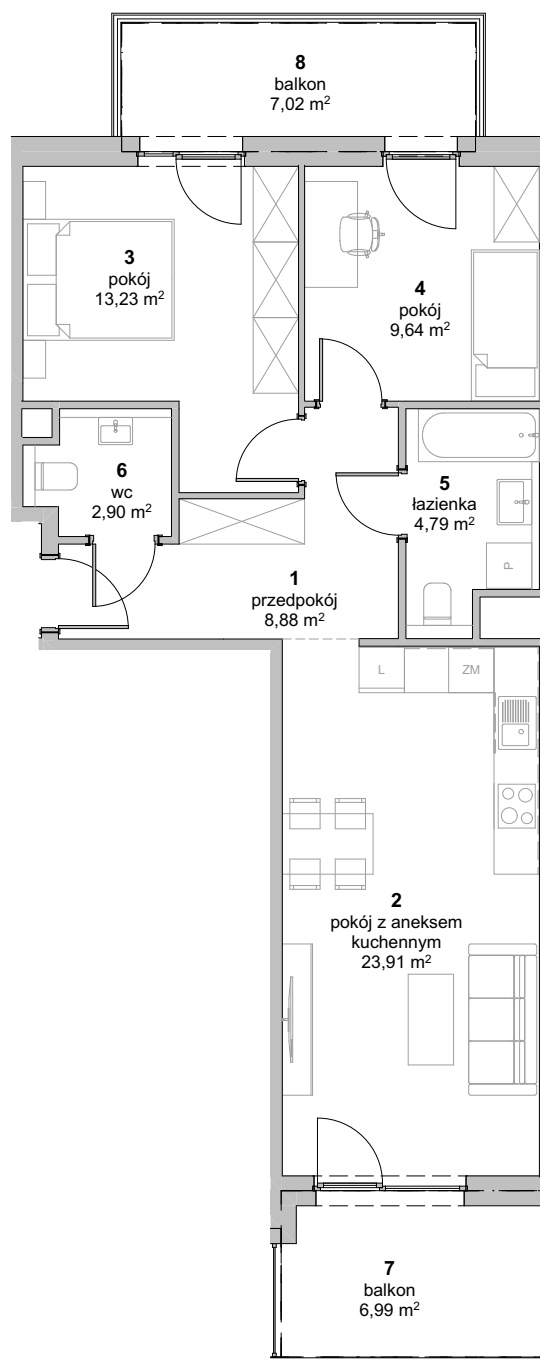 8
balkon
7,02 m²
3
pokój
13,23 m²
4
pokój
9,64 m²
6
wc
2,90 m²
5
łazienka
4,79 m²
P
1
przedpokój
8,88 m²
L
ZM
2
pokój z aneksem
kuchennym
23,91 m²
7
balkon
6,99 m²